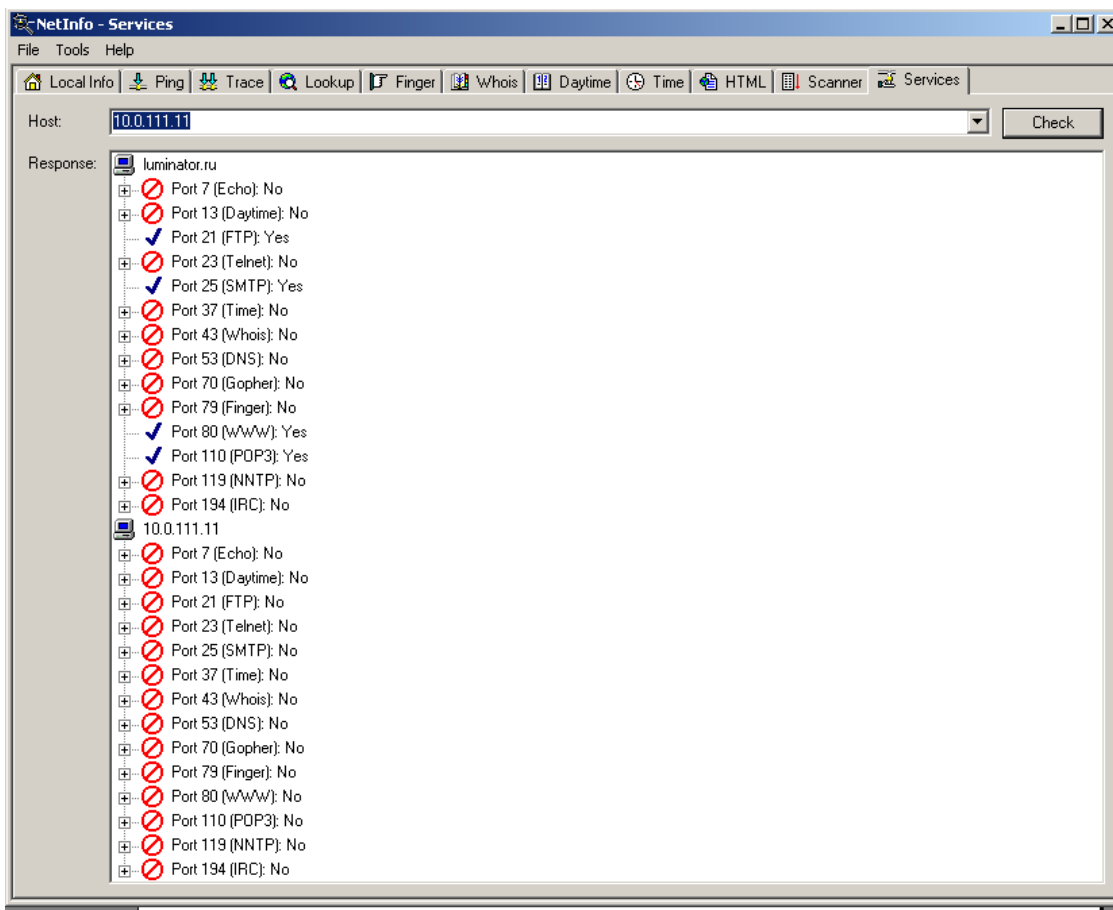 NetInfo - Services
File Tools Help
Local Info Ping Trace Lookup Finger Whois Daytime Time HTML Scanner Services
Host: 10.0.111.11 Check
Response: luminator.ru
Port 7 (Echo): No
Port 13 (Daytime): No
Port 21 (FTP): Yes
Port 23 (Telnet): No
Port 25 (SMTP): Yes
Port 37 (Time): No
Port 43 (Whois): No
Port 53 (DNS): No
Port 70 (Gopher): No
Port 79 (Finger): No
Port 80 (WWW): Yes
Port 110 (POP3): Yes
Port 119 (NNTP): No
Port 194 (IRC): No
10.0.111.11
Port 7 (Echo): No
Port 13 (Daytime): No
Port 21 (FTP): No
Port 23 (Telnet): No
Port 25 (SMTP): No
Port 37 (Time): No
Port 43 (Whois): No
Port 53 (DNS): No
Port 70 (Gopher): No
Port 79 (Finger): No
Port 80 (WWW): No
Port 110 (POP3): No
Port 119 (NNTP): No
Port 194 (IRC): No